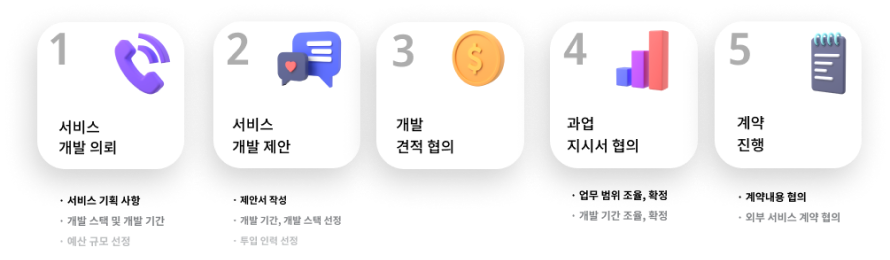 1
서비스
개발 의뢰
· 서비스 기획 사항
· 개발 스택 및 개발 기간
· 예산 규모 선정
2
서비스
개발 제안
· 제안서 작성
· 개발 기간, 개발 스택 선정
· 투입 인력 선정
3
$
개발
견적 협의
4
과업
지시서 협의
· 업무 범위 조율, 확정
· 개발 기간 조율, 확정
5
계약
진행
· 계약내용 협의
· 외부 서비스 계약 협의